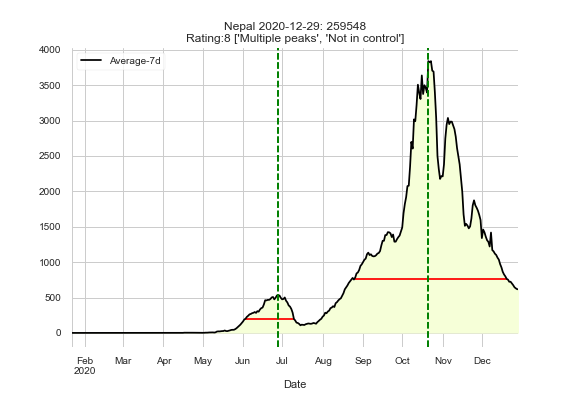 Nepal 2020-12-29: 259548
Rating:8 ['Multiple peaks', 'Not in control']
Average-7d
4000
3500
3000
2500
2000
1500
1000
500
0
Feb Mar Apr May Jun Jul Aug Sep Oct Nov Dec
2020
Date